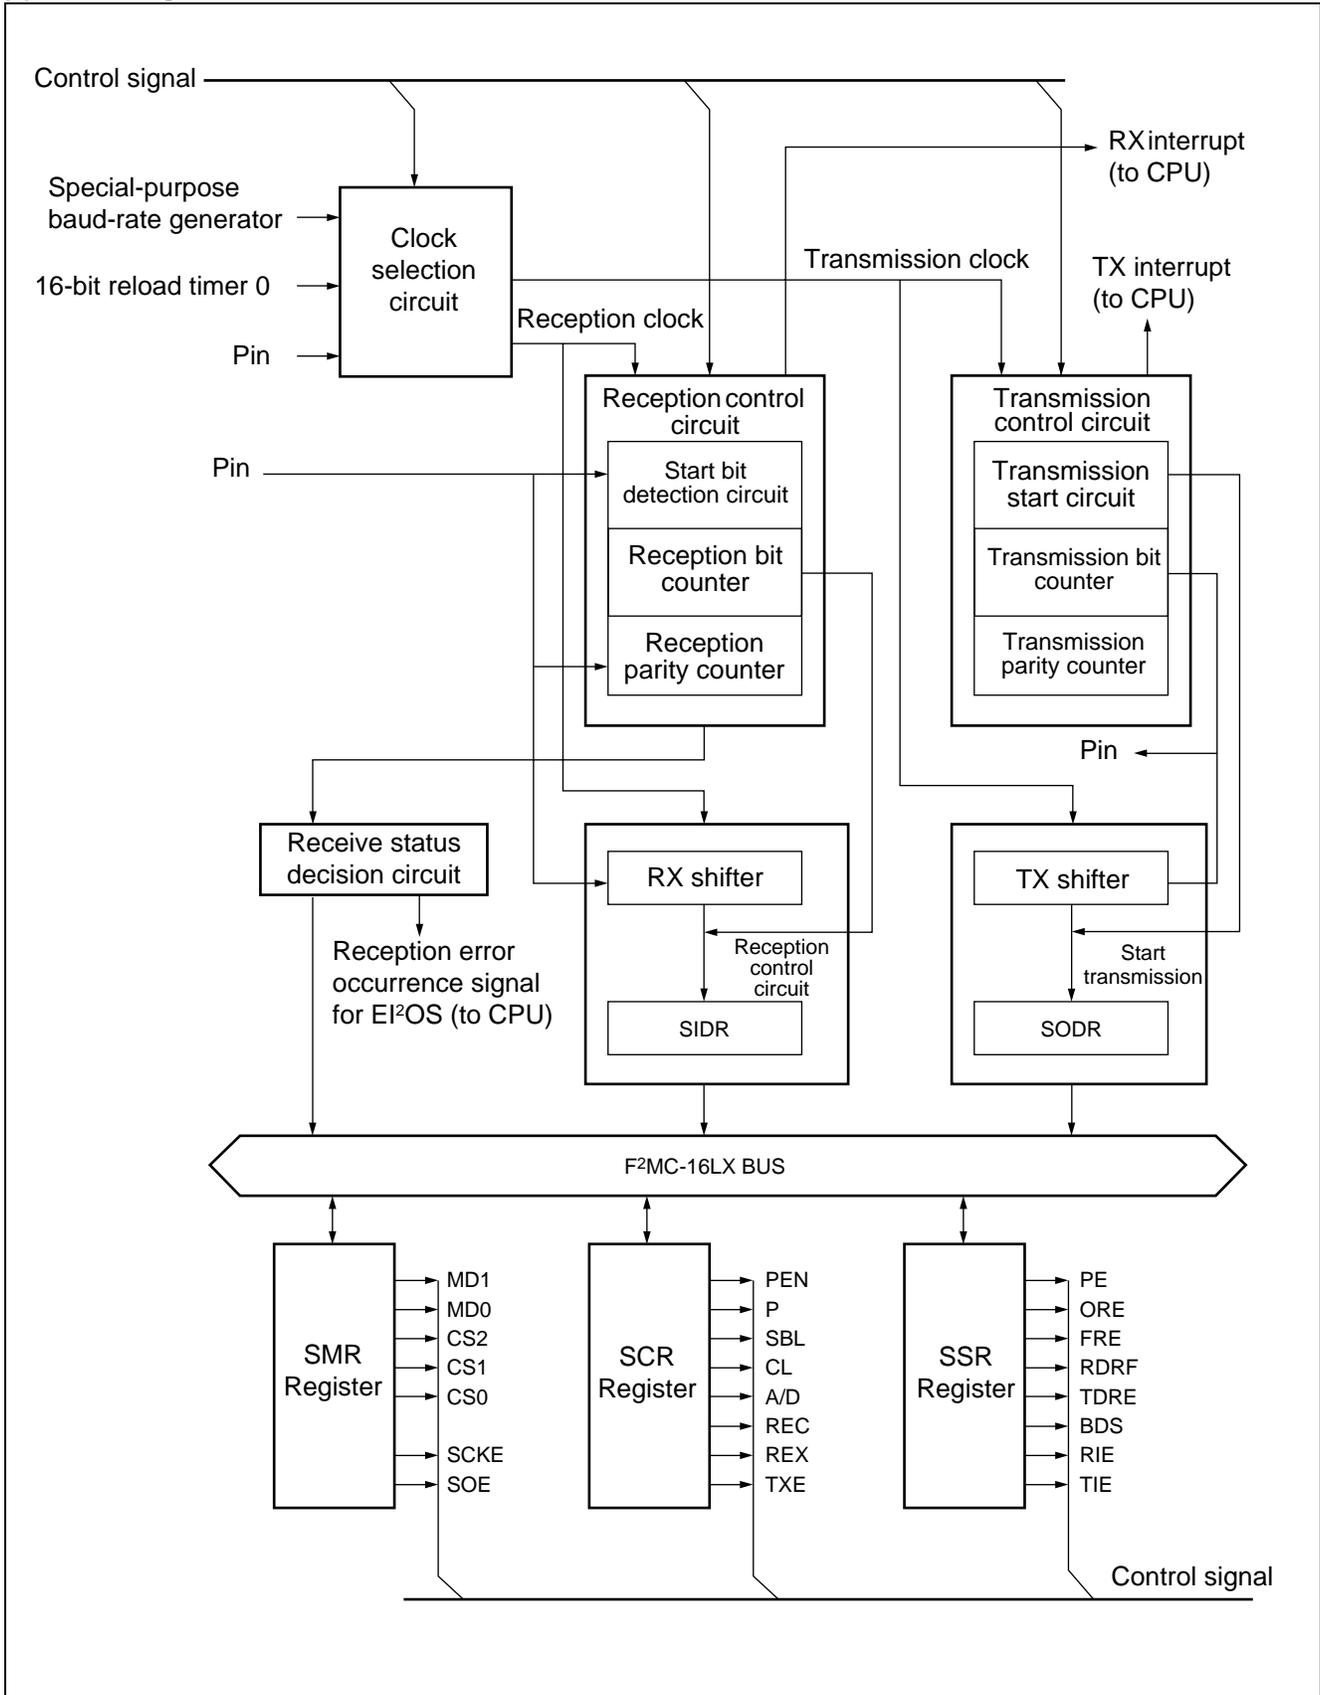 Control signal
RX interrupt
(to CPU)
Special-purpose
baud-rate generator
Clock
selection
circuit
16-bit reload timer 0
Pin
Transmission clock
TX interrupt
(to CPU)
Reception clock
Reception control
circuit
Transmission
control circuit
Pin
Start bit
detection circuit
Transmission
start circuit
Reception bit
counter
Transmission bit
counter
Reception
parity counter
Transmission
parity counter
Pin
Receive status
decision circuit
RX shifter
TX shifter
Reception error
occurrence signal
for EI²OS (to CPU)
Reception
control
circuit
Start
transmission
SIDR
SODR
F²MC-16LX BUS
SMR
Register
MD1
MD0
CS2
CS1
CS0
SCKE
SOE
SCR
Register
PEN
P
SBL
CL
A/D
REC
REX
TXE
SSR
Register
PE
ORE
FRE
RDRF
TDRE
BDS
RIE
TIE
Control signal